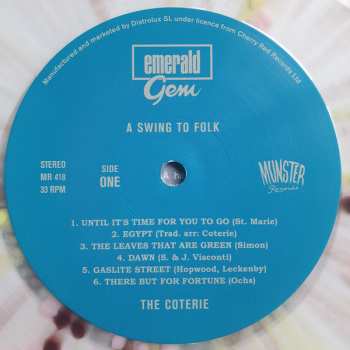 Manufactured and marketed by Distrolux SL under licence from Cherry Red Records Ltd
emerald
Gem
A SWING TO FOLK
STEREO
MR 418
33 RPM
SIDE
ONE
MUNSTER
Records
1. UNTIL IT'S TIME FOR YOU TO GO (St. Marie)
2. EGYPT (Trad. arr: Coterie)
3. THE LEAVES THAT ARE GREEN (Simon)
4. DAWN (S. & J. Visconti)
5. GASLITE STREET (Hopwood, Leckenby)
6. THERE BUT FOR FORTUNE (Ochs)
THE COTERIE